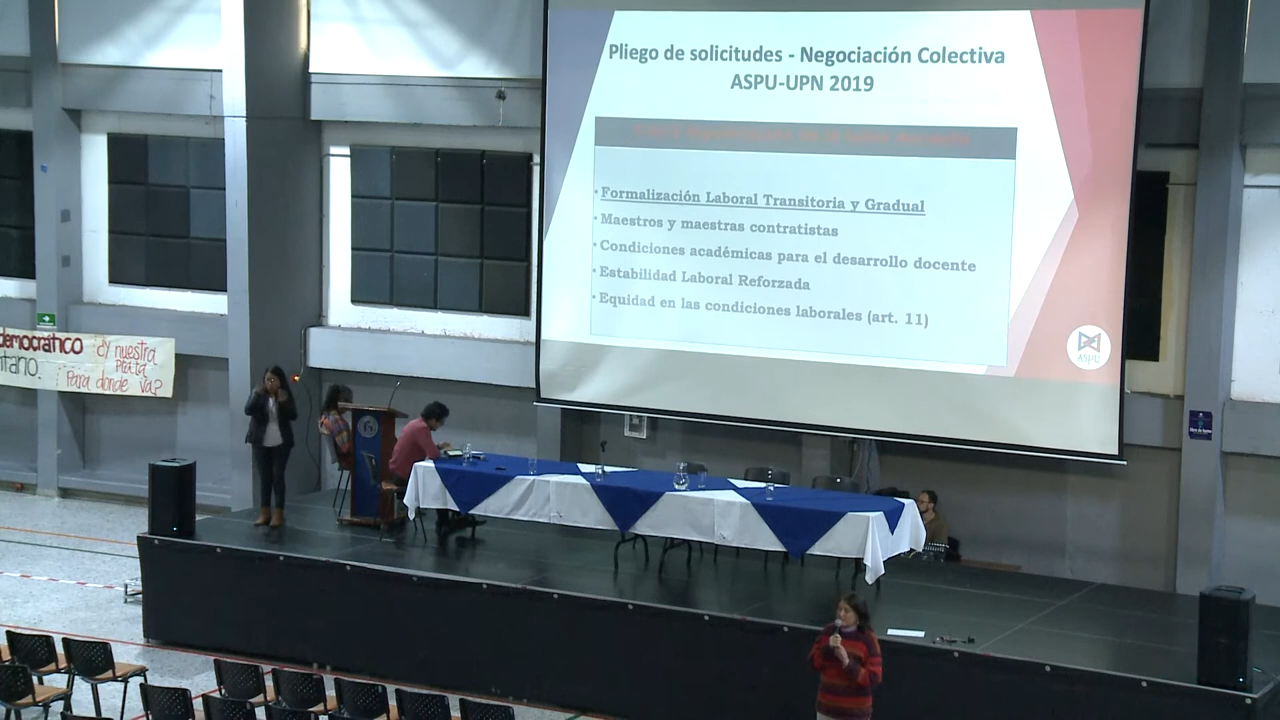 Pliego de solicitudes - Negociación Colectiva
ASPU-UPN 2019
• Formalización Laboral Transitoria y Gradual
• Maestros y maestras contratistas
• Condiciones académicas para el desarrollo docente
• Estabilidad Laboral Reforzada
• Equidad en las condiciones laborales (art. 11)
ASPU
democrático
tario.
¿y nuestra
plata
Para donde va?